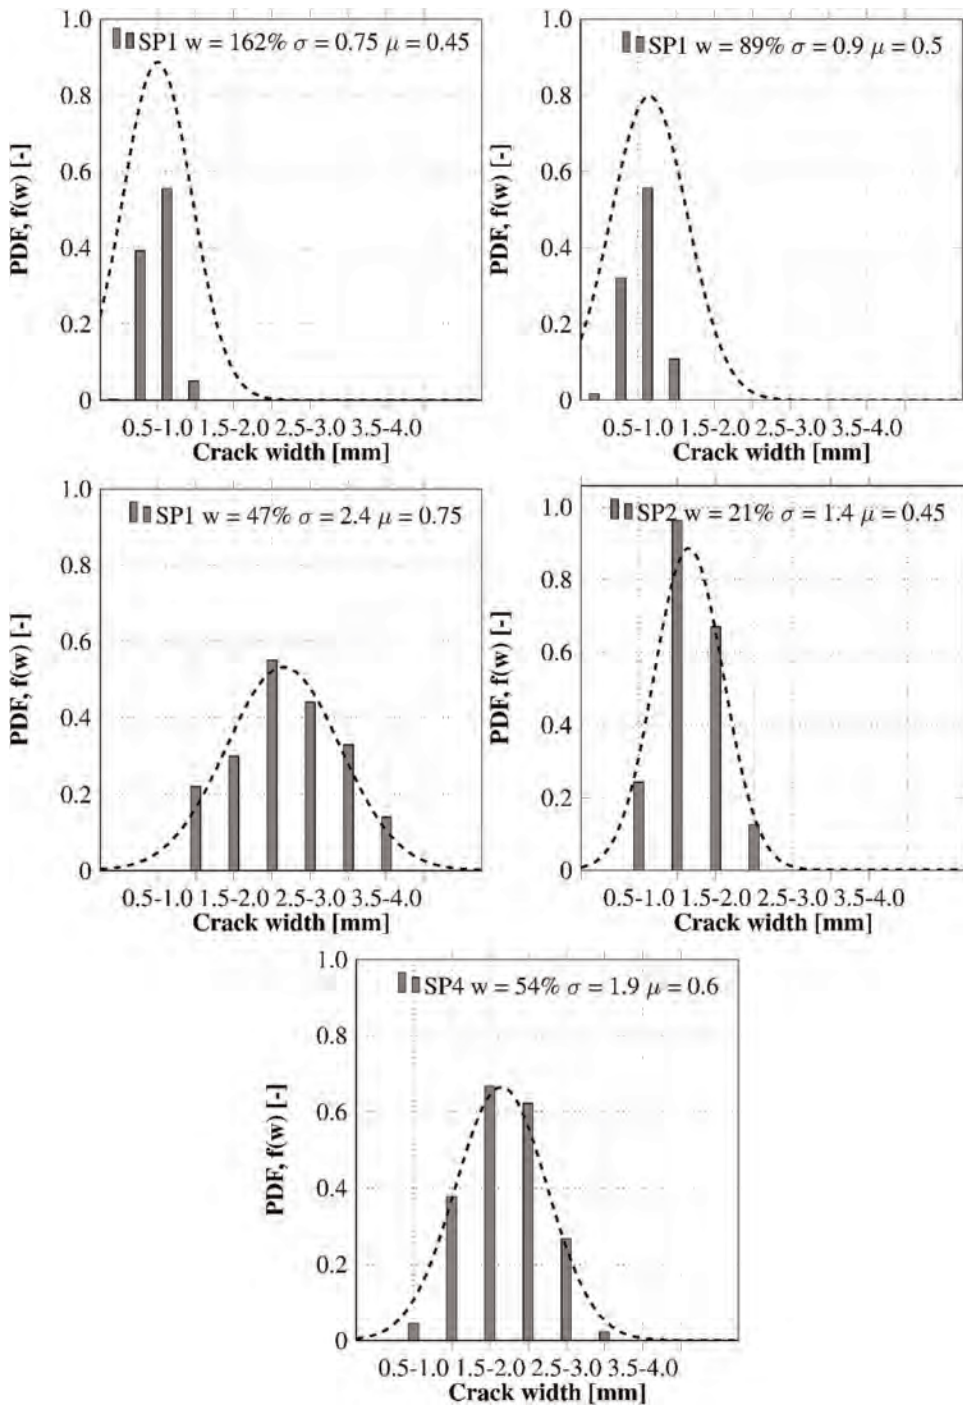 1.0
SP1 w = 162% σ = 0.75 μ = 0.45
0.8
0.6
0.4
0.2
0
PDF, f(w) [-]
0.5-1.0 1.5-2.0 2.5-3.0 3.5-4.0
Crack width [mm]
1.0
SP1 w = 89% σ = 0.9 μ = 0.5
0.8
0.6
0.4
0.2
0
PDF, f(w) [-]
0.5-1.0 1.5-2.0 2.5-3.0 3.5-4.0
Crack width [mm]
1.0
SP1 w = 47% σ = 2.4 μ = 0.75
0.8
0.6
0.4
0.2
0
PDF, f(w) [-]
0.5-1.0 1.5-2.0 2.5-3.0 3.5-4.0
Crack width [mm]
1.0
SP2 w = 21% σ = 1.4 μ = 0.45
0.8
0.6
0.4
0.2
0
PDF, f(w) [-]
0.5-1.0 1.5-2.0 2.5-3.0 3.5-4.0
Crack width [mm]
1.0
SP4 w = 54% σ = 1.9 μ = 0.6
0.8
0.6
0.4
0.2
0
PDF, f(w) [-]
0.5-1.0 1.5-2.0 2.5-3.0 3.5-4.0
Crack width [mm]